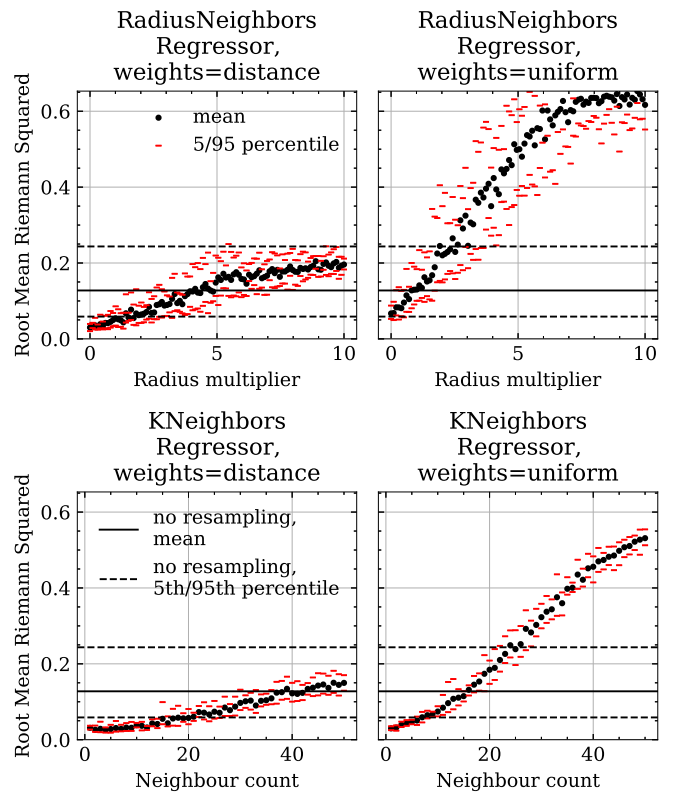 RadiusNeighbors
Regressor,
weights=distance
RadiusNeighbors
Regressor,
weights=uniform
Root Mean Riemann Squared
0.6
0.4
0.2
0.0
mean
5/95 percentile
0
5
10
Radius multiplier
0
5
10
Radius multiplier
KNeighbors
Regressor,
weights=distance
KNeighbors
Regressor,
weights=uniform
Root Mean Riemann Squared
0.6
0.4
0.2
0.0
no resampling,
mean
no resampling,
5th/95th percentile
0
20
40
Neighbour count
0
20
40
Neighbour count